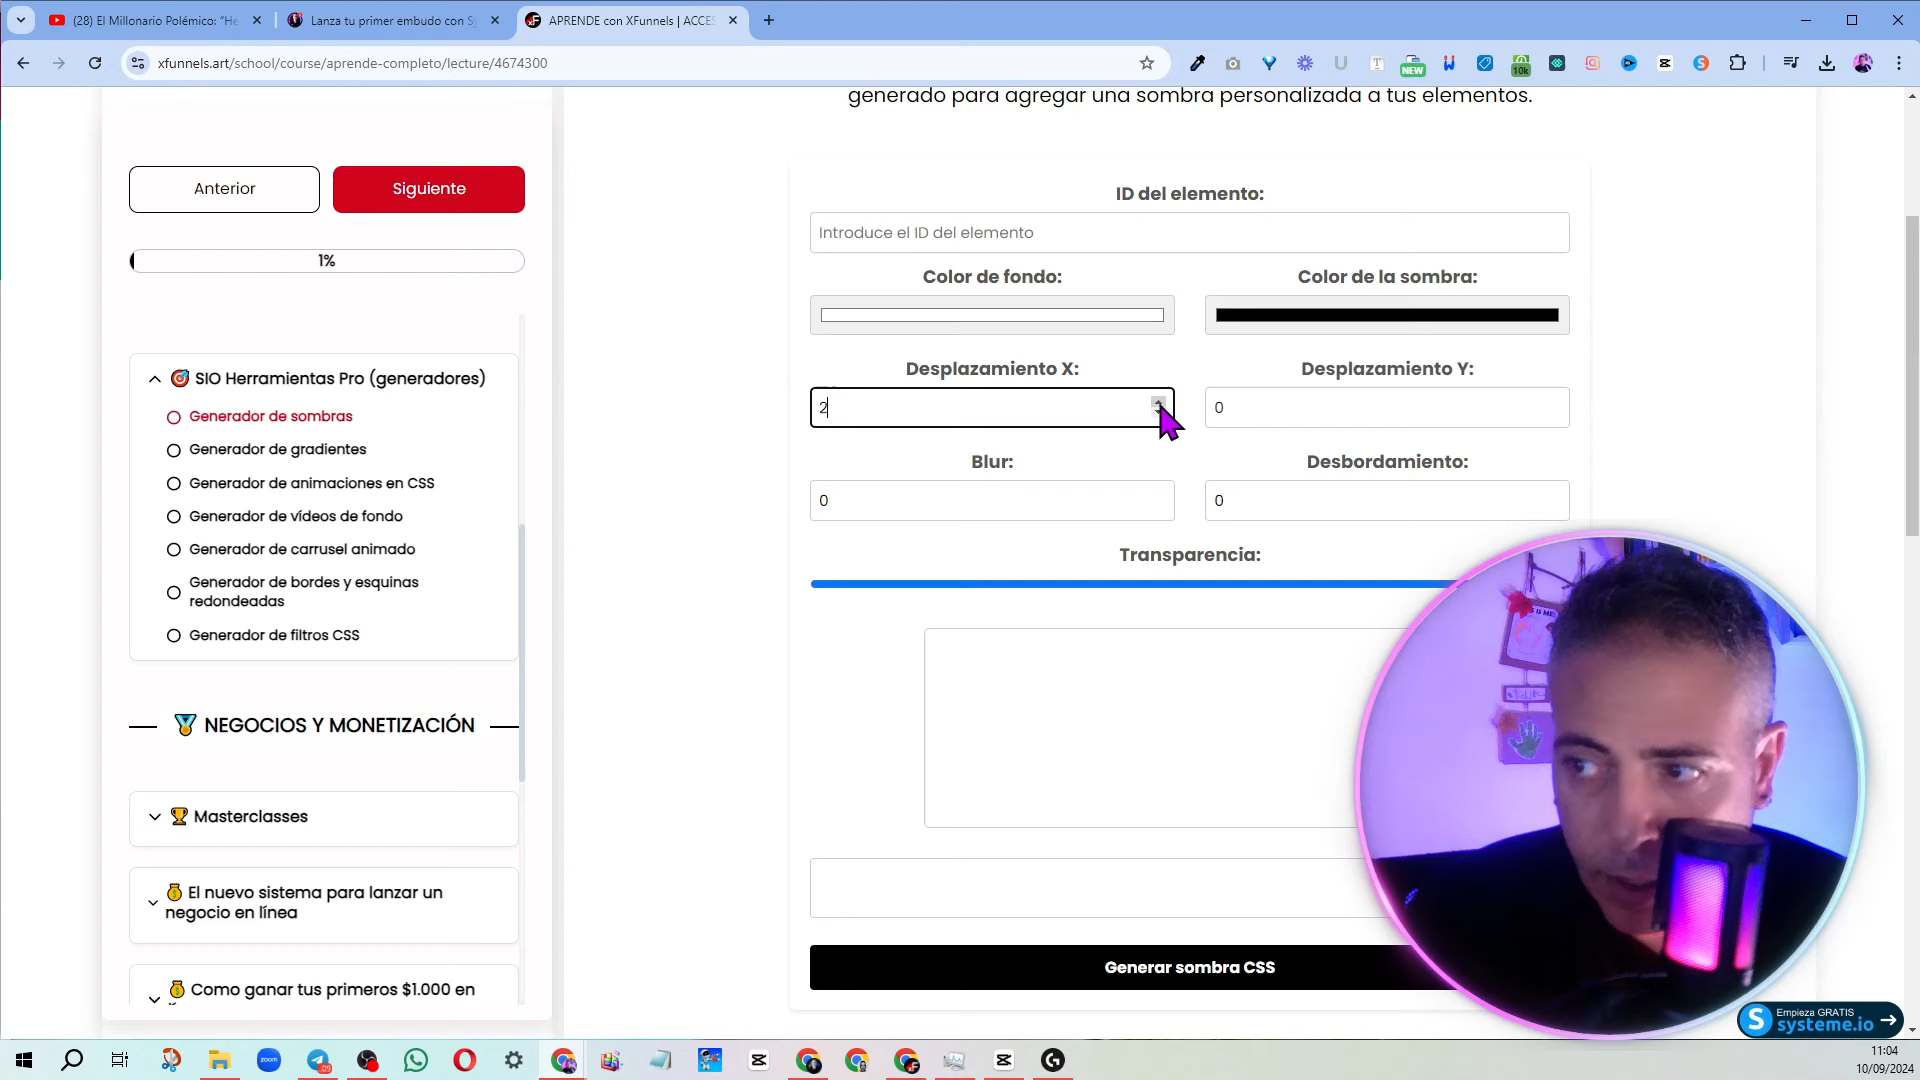 (28) El Millonario Polémico: "He
Lanza tu primer embudo con Sy
APRENDE con XFunnels | ACCES
xfunnels.art/school/course/aprende-completo/lecture/4674300
NEW
10k
generado para agregar una sombra personalizada a tus elementos.
Anterior
Siguiente
1%
SIO Herramientas Pro (generadores)
Generador de sombras
Generador de gradientes
Generador de animaciones en CSS
Generador de vídeos de fondo
Generador de carrusel animado
Generador de bordes y esquinas
redondeadas
Generador de filtros CSS
NEGOCIOS Y MONETIZACIÓN
Masterclasses
El nuevo sistema para lanzar un
negocio en línea
Como ganar tus primeros $1.000 en
ID del elemento:
Introduce el ID del elemento
Color de fondo:
Color de la sombra:
Desplazamiento X:
Desplazamiento Y:
2
0
Blur:
Desbordamiento:
0
0
Transparencia:
Generar sombra CSS
Empieza GRATIS
systeme.io
zoom
11:04
10/09/2024